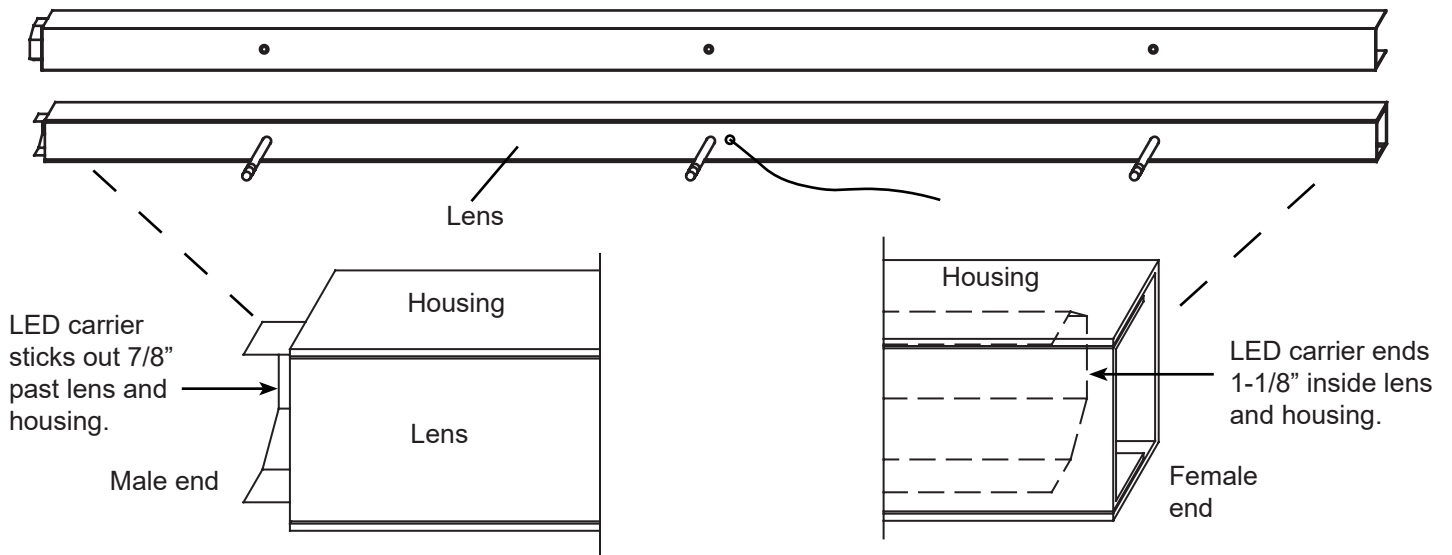 Lens
Housing
Housing
LED carrier
sticks out 7/8”
past lens and
housing.
LED carrier ends
1-1/8” inside lens
and housing.
Lens
Male end
Female
end